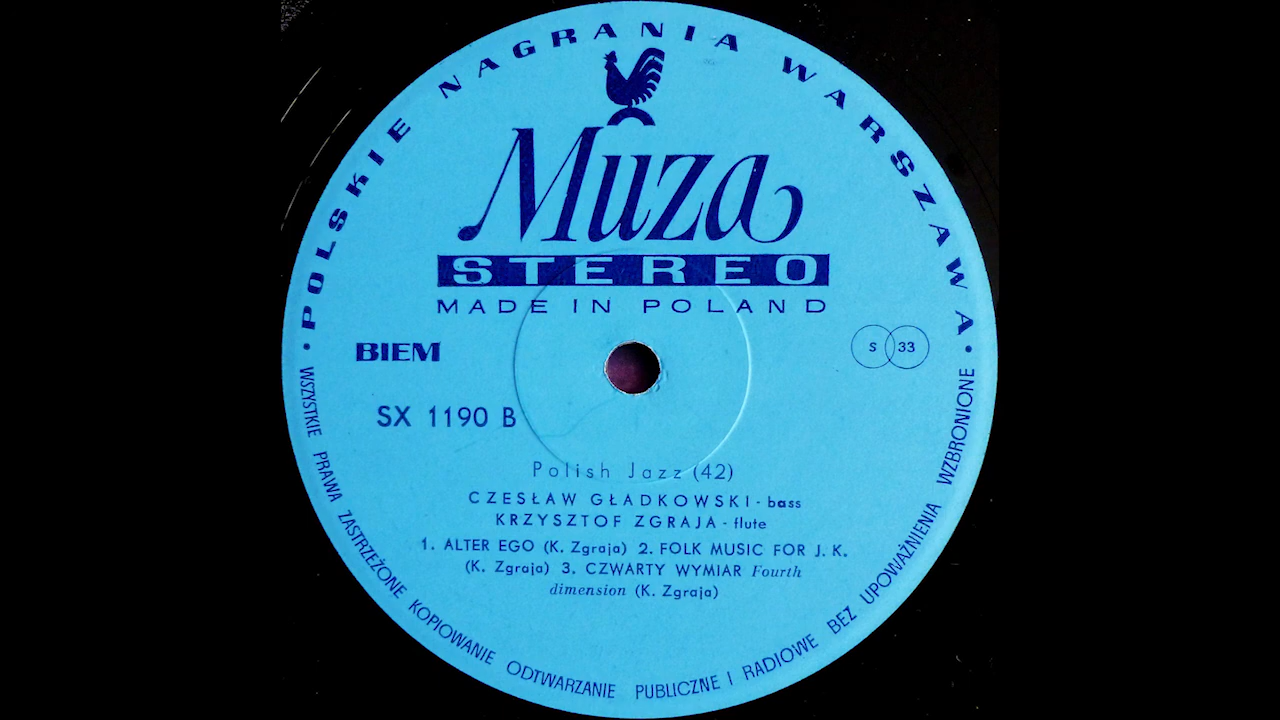 • POLSKIE NAGRANIA WARSZAWA •
Muza
STEREO
MADE IN POLAND
BIEM
S 33
SX 1190 B
Polish Jazz (42)
CZESŁAW GŁADKOWSKI - bass
KRZYSZTOF ZGRAJA - flute
1. ALTER EGO (K. Zgraja) 2. FOLK MUSIC FOR J. K.
(K. Zgraja) 3. CZWARTY WYMIAR Fourth
dimension (K. Zgraja)
WSZYSTKIE PRAWA ZASTRZEŻONE KOPIOWANIE ODTWARZANIE PUBLICZNE I RADIOWE BEZ UPOWAŻNIENIA WZBRONIONE